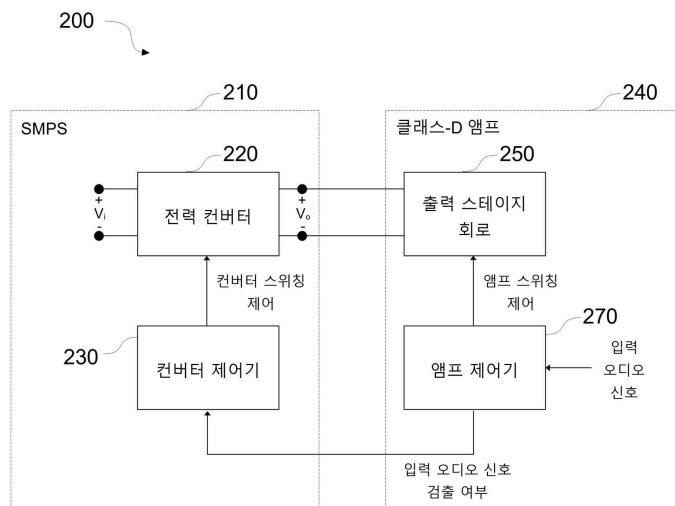 200
210
240
SMPS
클래스-D 앰프
220
250
+
Vi
-
전력 컨버터
+
Vo
-
출력 스테이지
회로
컨버터 스위칭
제어
앰프 스위칭
제어
230
270
컨버터 제어기
앰프 제어기
입력
오디오
신호
입력 오디오 신호
검출 여부